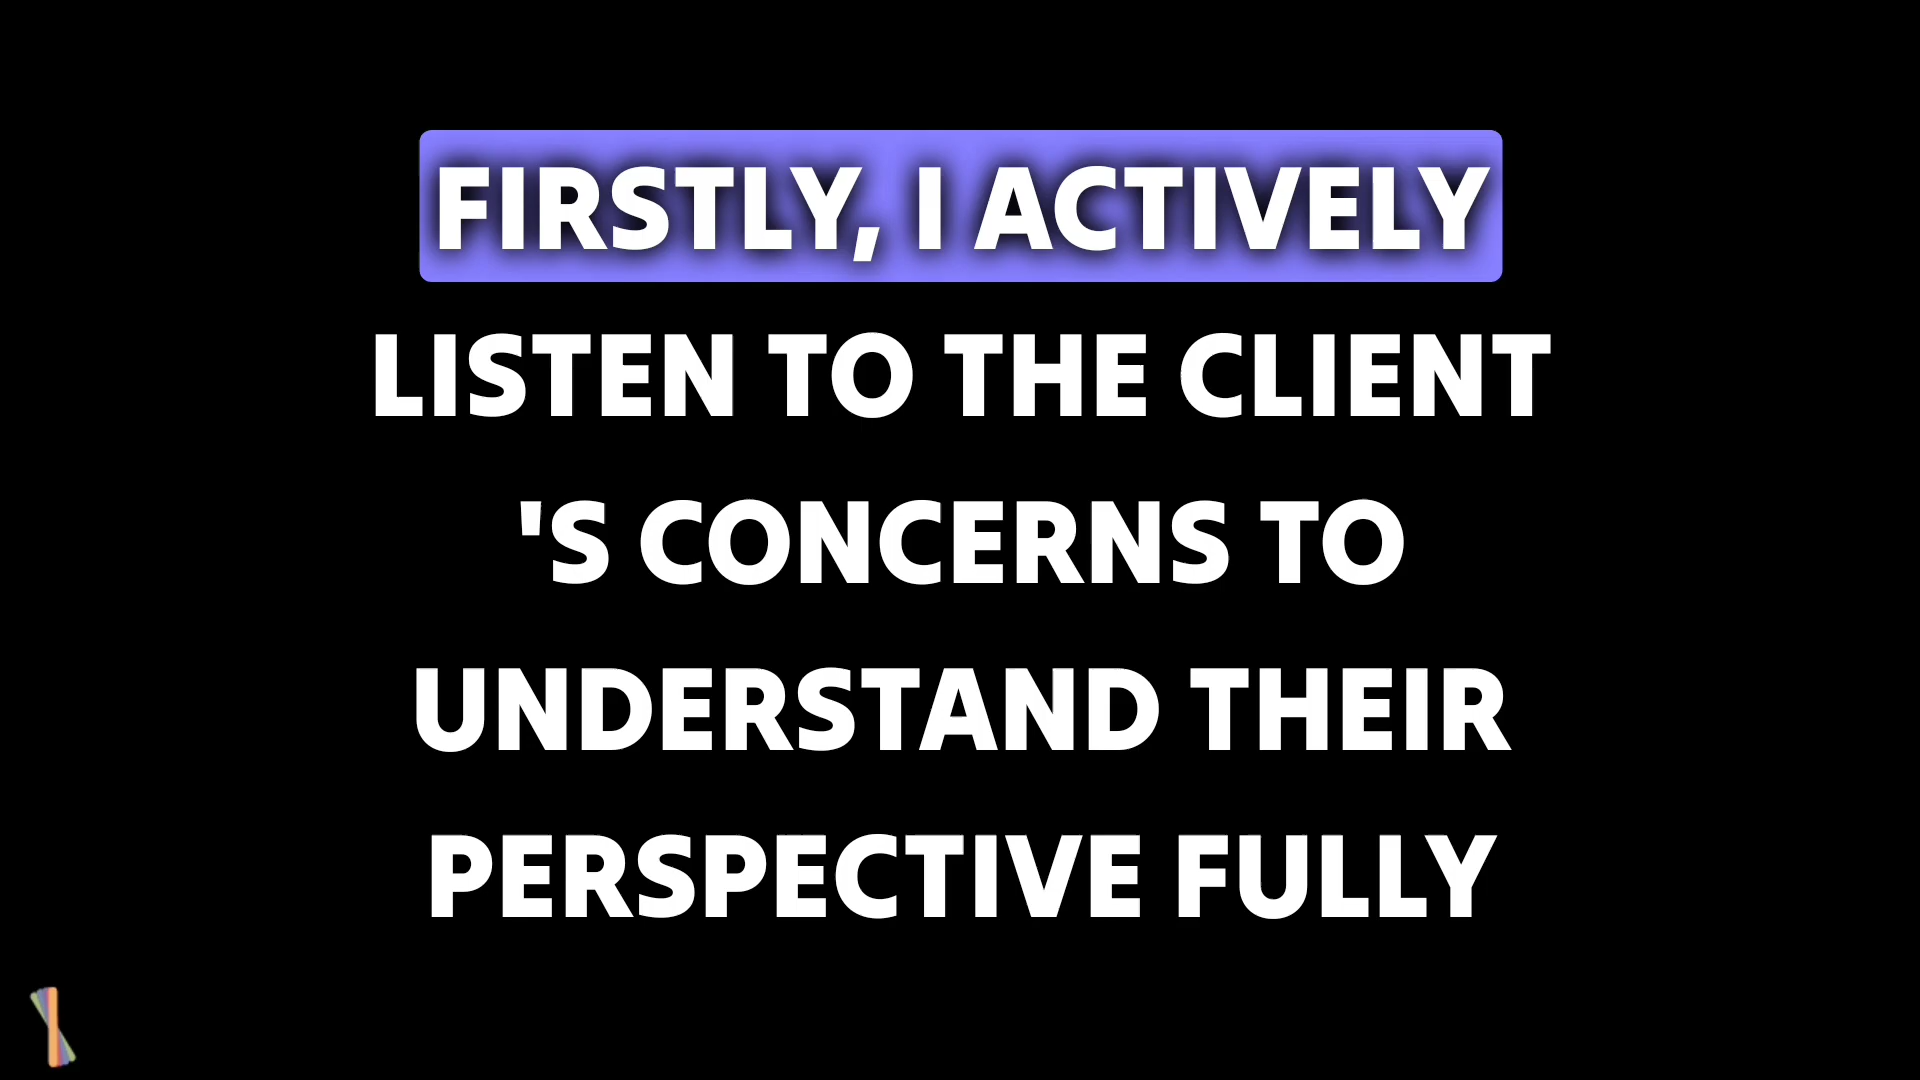 FIRSTLY, I ACTIVELY
LISTEN TO THE CLIENT
'S CONCERNS TO
UNDERSTAND THEIR
PERSPECTIVE FULLY